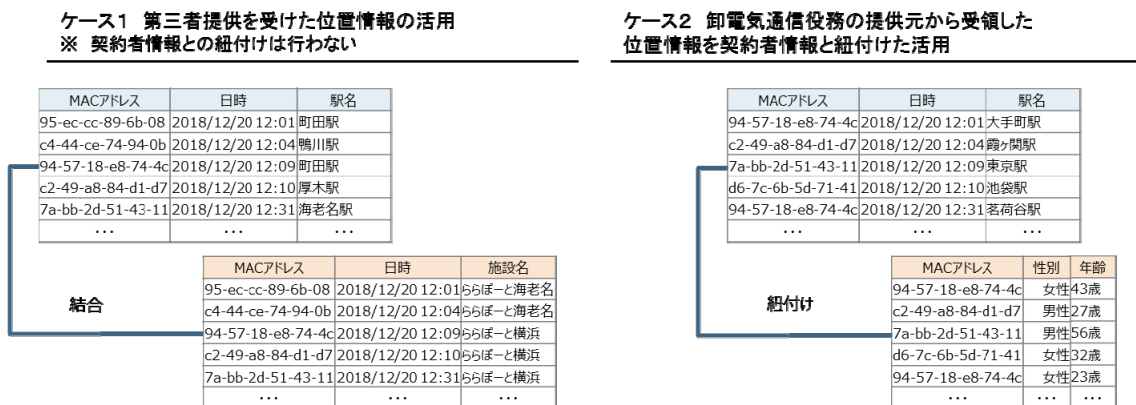 ケース1 第三者提供を受けた位置情報の活用
※ 契約者情報との紐付けは行わない
MACアドレス 日時 駅名
95-ec-cc-89-6b-08 2018/12/20 12:01 町田駅
c4-44-ce-74-94-0b 2018/12/20 12:04 鴨川駅
94-57-18-e8-74-4c 2018/12/20 12:09 町田駅
c2-49-a8-84-d1-d7 2018/12/20 12:10 厚木駅
7a-bb-2d-51-43-11 2018/12/20 12:31 海老名駅
… … …
結合
MACアドレス 日時 施設名
95-ec-cc-89-6b-08 2018/12/20 12:01 ららぽーと海老名
c4-44-ce-74-94-0b 2018/12/20 12:04 ららぽーと海老名
94-57-18-e8-74-4c 2018/12/20 12:09 ららぽーと横浜
c2-49-a8-84-d1-d7 2018/12/20 12:10 ららぽーと横浜
7a-bb-2d-51-43-11 2018/12/20 12:31 ららぽーと横浜
… … …
ケース2 卸電気通信役務の提供元から受領した
位置情報を契約者情報と紐付けた活用
MACアドレス 日時 駅名
94-57-18-e8-74-4c 2018/12/20 12:01 大手町駅
c2-49-a8-84-d1-d7 2018/12/20 12:04 霞ヶ関駅
7a-bb-2d-51-43-11 2018/12/20 12:09 東京駅
d6-7c-6b-5d-71-41 2018/12/20 12:10 池袋駅
94-57-18-e8-74-4c 2018/12/20 12:31 茗荷谷駅
… … …
紐付け
MACアドレス 性別 年齢
94-57-18-e8-74-4c 女性 43歳
c2-49-a8-84-d1-d7 男性 27歳
7a-bb-2d-51-43-11 男性 56歳
d6-7c-6b-5d-71-41 女性 32歳
94-57-18-e8-74-4c 女性 23歳
… … …